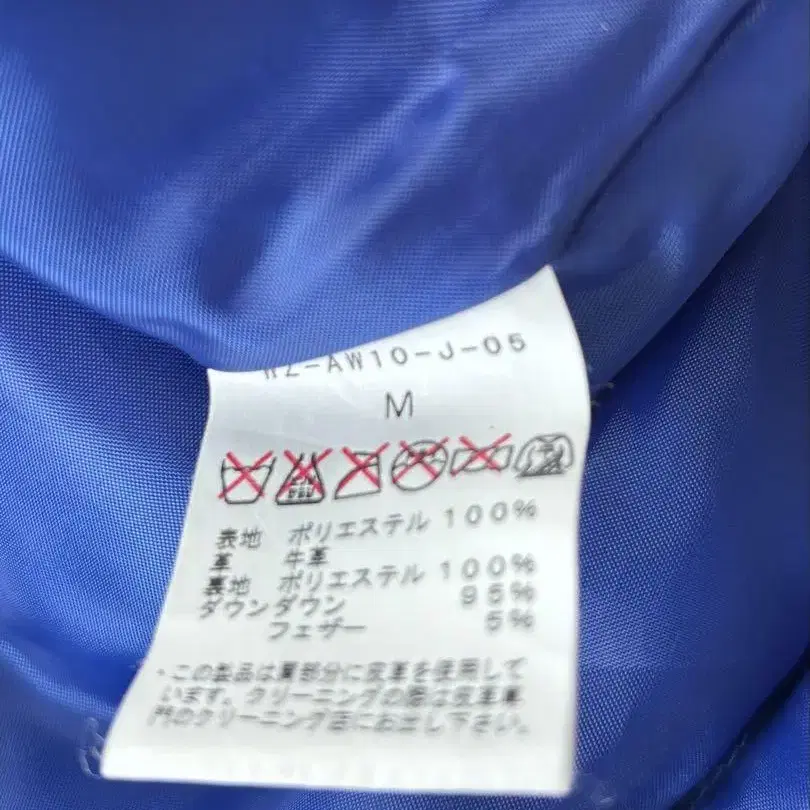 -AW10-J-05
M
表地 ポリエステル 100%
革 牛革
裏地 ポリエステル 100%
ダウン ダウン 95%
フェザー 5%
・この製品は肩部分に皮革を使用して
います。クリーニングの際は皮革専
門のクリーニング店にお出し下さい。